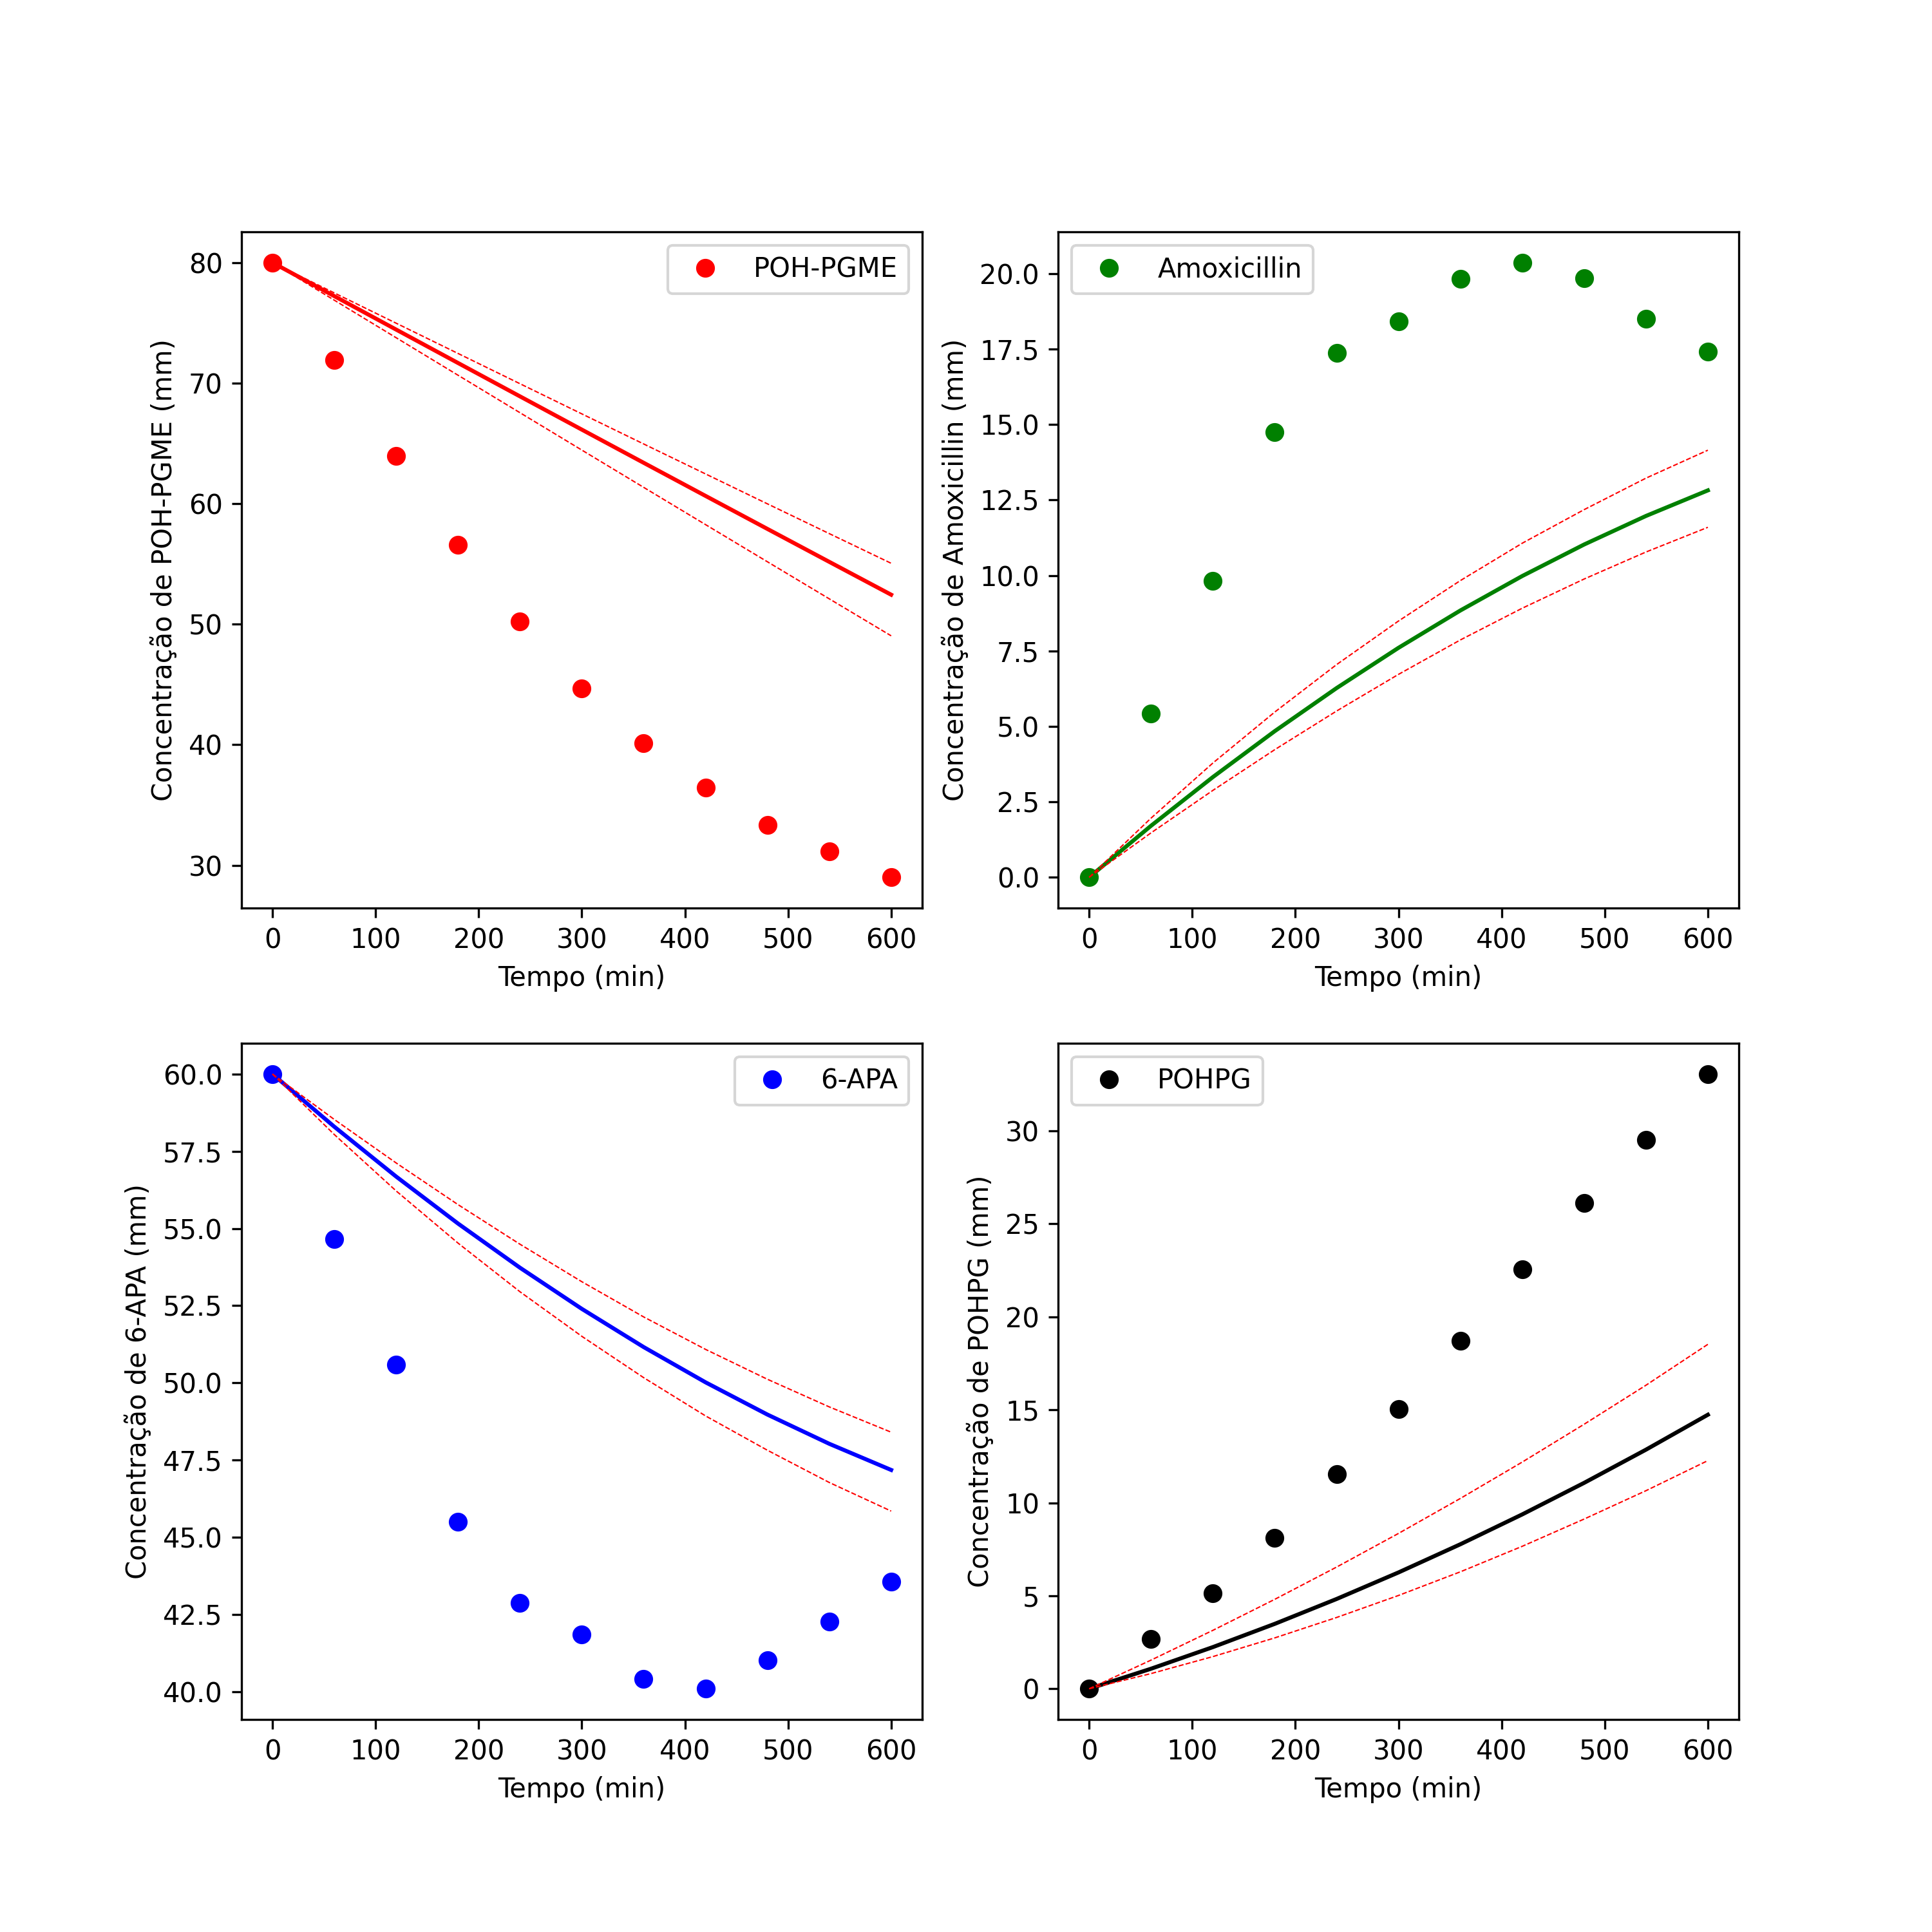 POH-PGME
Concentração de POH-PGME (mm)
80
70
60
50
40
30
0 100 200 300 400 500 600
Tempo (min)
Amoxicillin
Concentração de Amoxicillin (mm)
20.0
17.5
15.0
12.5
10.0
7.5
5.0
2.5
0.0
0 100 200 300 400 500 600
Tempo (min)
6-APA
Concentração de 6-APA (mm)
60.0
57.5
55.0
52.5
50.0
47.5
45.0
42.5
40.0
0 100 200 300 400 500 600
Tempo (min)
POHPG
Concentração de POHPG (mm)
30
25
20
15
10
5
0
0 100 200 300 400 500 600
Tempo (min)